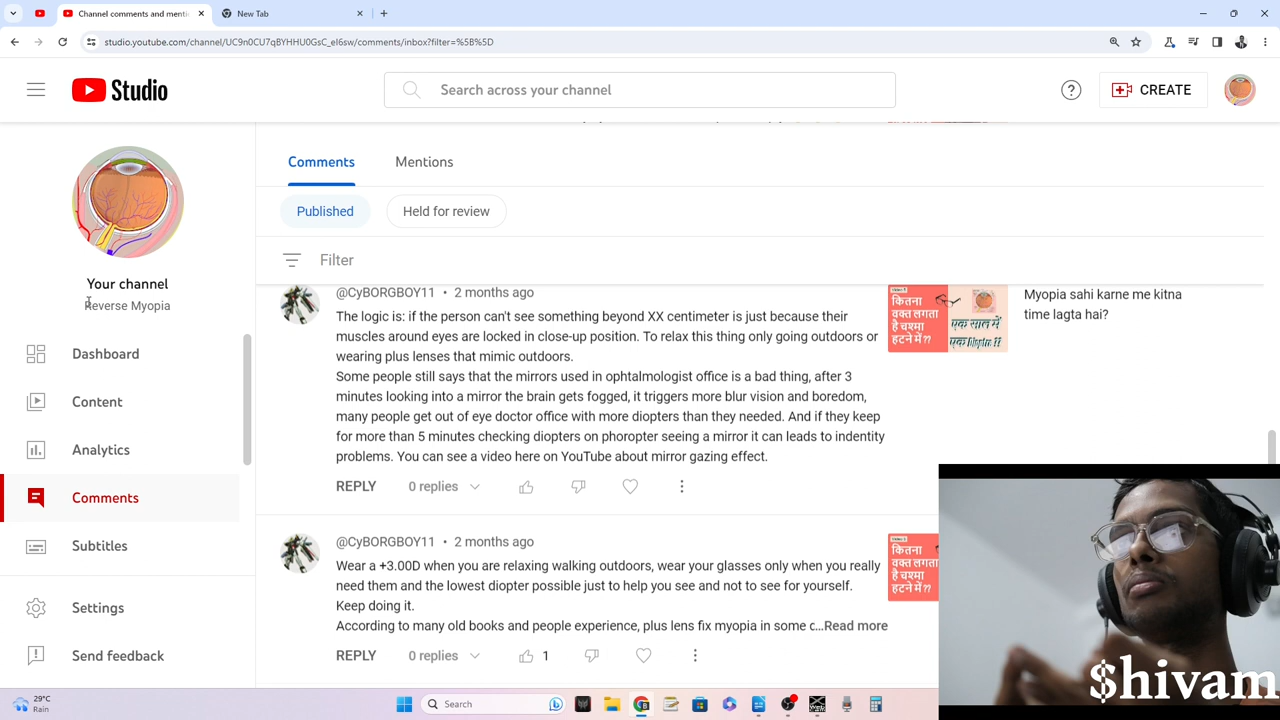 Channel comments and menti
New Tab
studio.youtube.com/channel/UC9n0CU7qBYHHU0GsC_eI6sw/comments/inbox?filter=%5B%5D
Studio
Search across your channel
CREATE
Your channel
Reverse Myopia
Dashboard
Content
Analytics
Comments
Subtitles
Settings
Send feedback
Comments
Mentions
Published
Held for review
Filter
@CyBORGBOY11 • 2 months ago
The logic is: if the person can't see something beyond XX centimeter is just because their
muscles around eyes are locked in close-up position. To relax this thing only going outdoors or
wearing plus lenses that mimic outdoors.
Some people still says that the mirrors used in ophtalmologist office is a bad thing, after 3
minutes looking into a mirror the brain gets fogged, it triggers more blur vision and boredom,
many people get out of eye doctor office with more diopters than they needed. And if they keep
for more than 5 minutes checking diopters on phoropter seeing a mirror it can leads to indentity
problems. You can see a video here on YouTube about mirror gazing effect.
REPLY
0 replies
कितना
वक्त लगता
है चश्मा
हटने में??
एक साल में
Myopia sahi karne me kitna
time lagta hai?
@CyBORGBOY11 • 2 months ago
Wear a +3.00D when you are relaxing walking outdoors, wear your glasses only when you really
need them and the lowest diopter possible just to help you see and not to see for yourself.
Keep doing it.
According to many old books and people experience, plus lens fix myopia in some c...Read more
REPLY
0 replies
1
कितना
वक्त लगता
है चश्मा
हटने में??
$hivam
29°C
Rain
Search